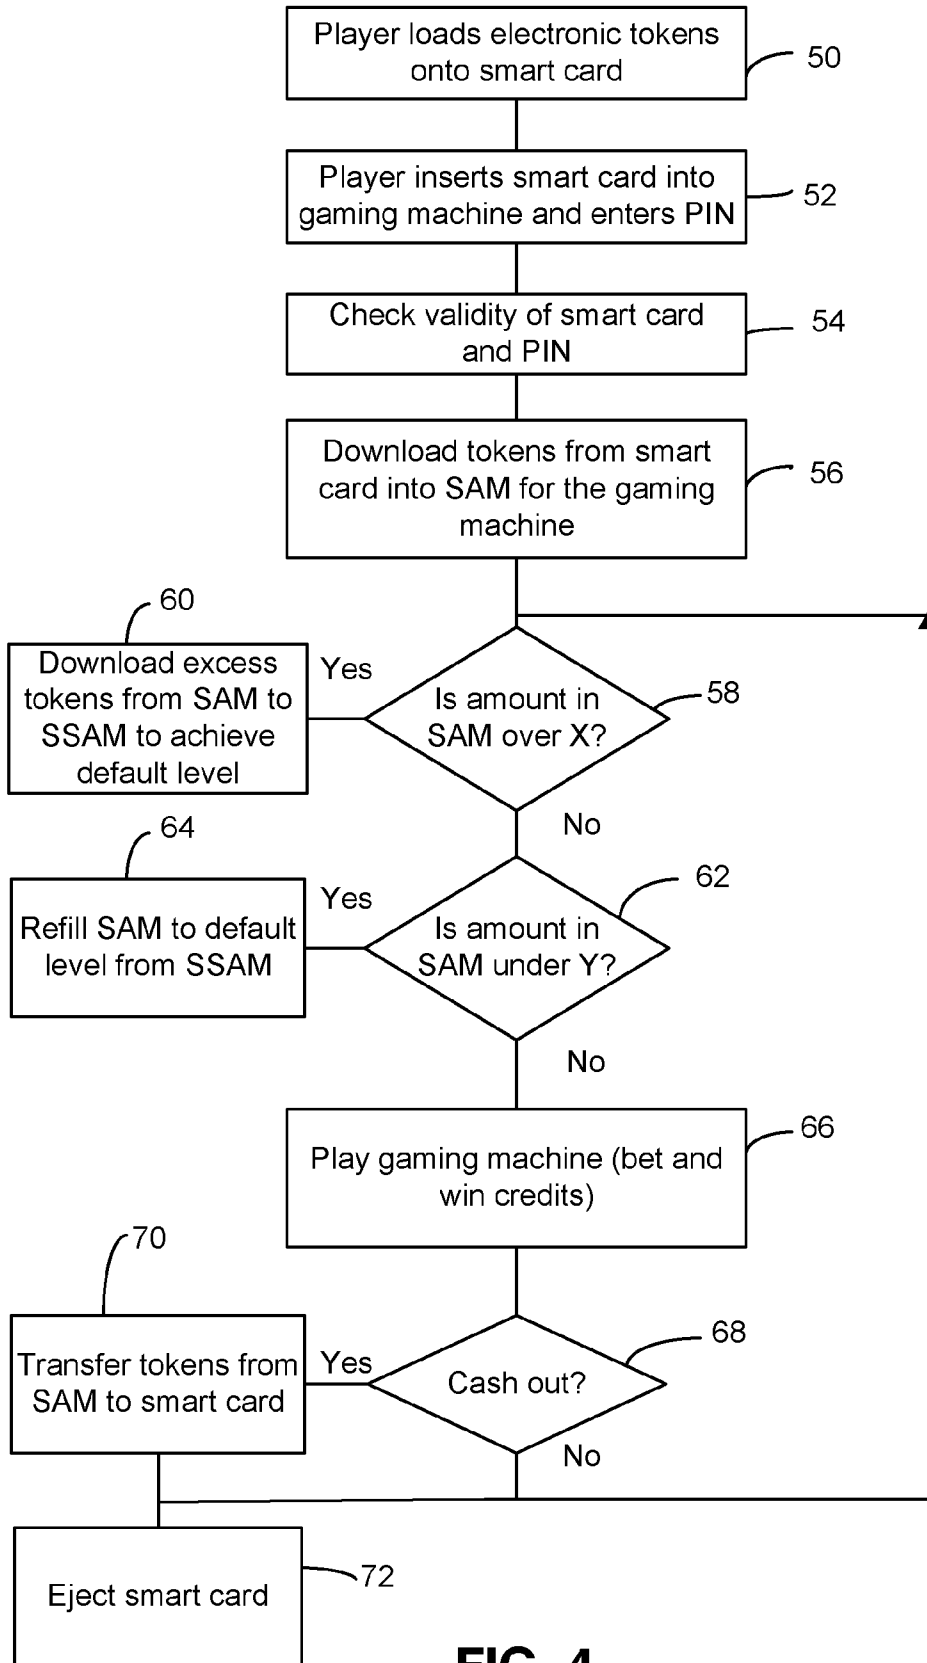 Player loads electronic tokens
onto smart card
50
Player inserts smart card into
gaming machine and enters PIN
52
Check validity of smart card
and PIN
54
Download tokens from smart
card into SAM for the gaming
machine
56
60
Download excess
tokens from SAM to
SSAM to achieve
default level
Yes
Is amount in
SAM over X?
58
No
64
Refill SAM to default
level from SSAM
Yes
Is amount in
SAM under Y?
62
No
Play gaming machine (bet and
win credits)
66
70
Transfer tokens from
SAM to smart card
Yes
Cash out?
68
No
Eject smart card
72
FIG. 4